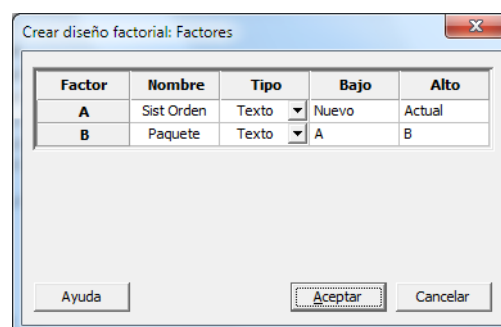 Crear diseño factorial: Factores
Factor Nombre Tipo Bajo Alto
A Sist Orden Texto Nuevo Actual
B Paquete Texto A B
Ayuda Aceptar Cancelar